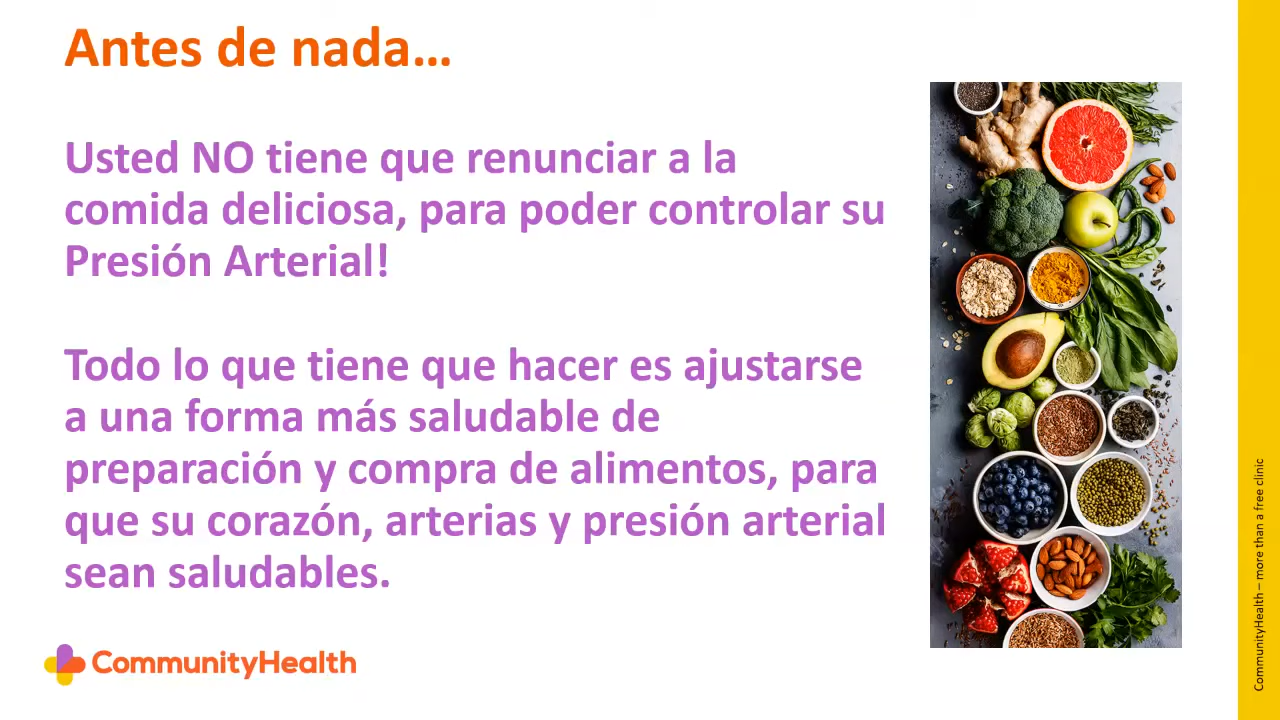 Antes de nada...
Usted NO tiene que renunciar a la
comida deliciosa, para poder controlar su
Presión Arterial!
Todo lo que tiene que hacer es ajustarse
a una forma más saludable de
preparación y compra de alimentos, para
que su corazón, arterias y presión arterial
sean saludables.
CommunityHealth
CommunityHealth – more than a free clinic